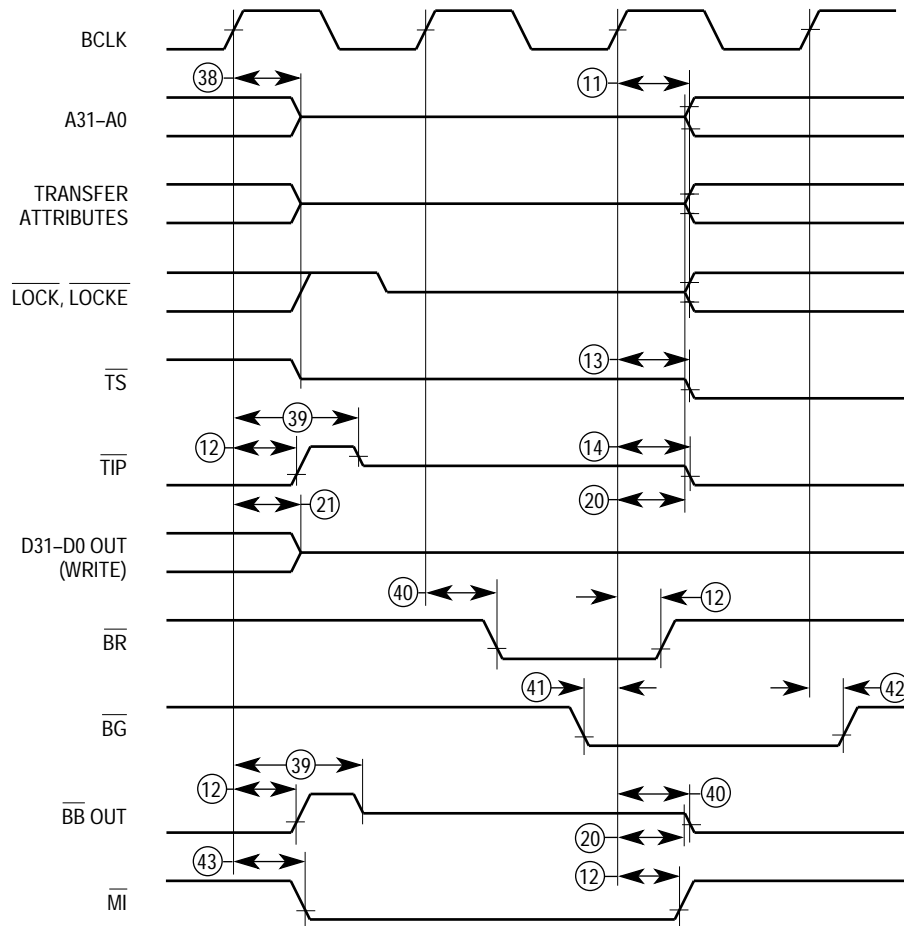 BCLK
38
11
A31–A0
TRANSFER
ATTRIBUTES
LOCK, LOCKE
13
TS
39
12
14
TIP
21
20
D31–D0 OUT
(WRITE)
40
12
BR
41
42
BG
39
12
40
BB OUT
20
43
12
MI